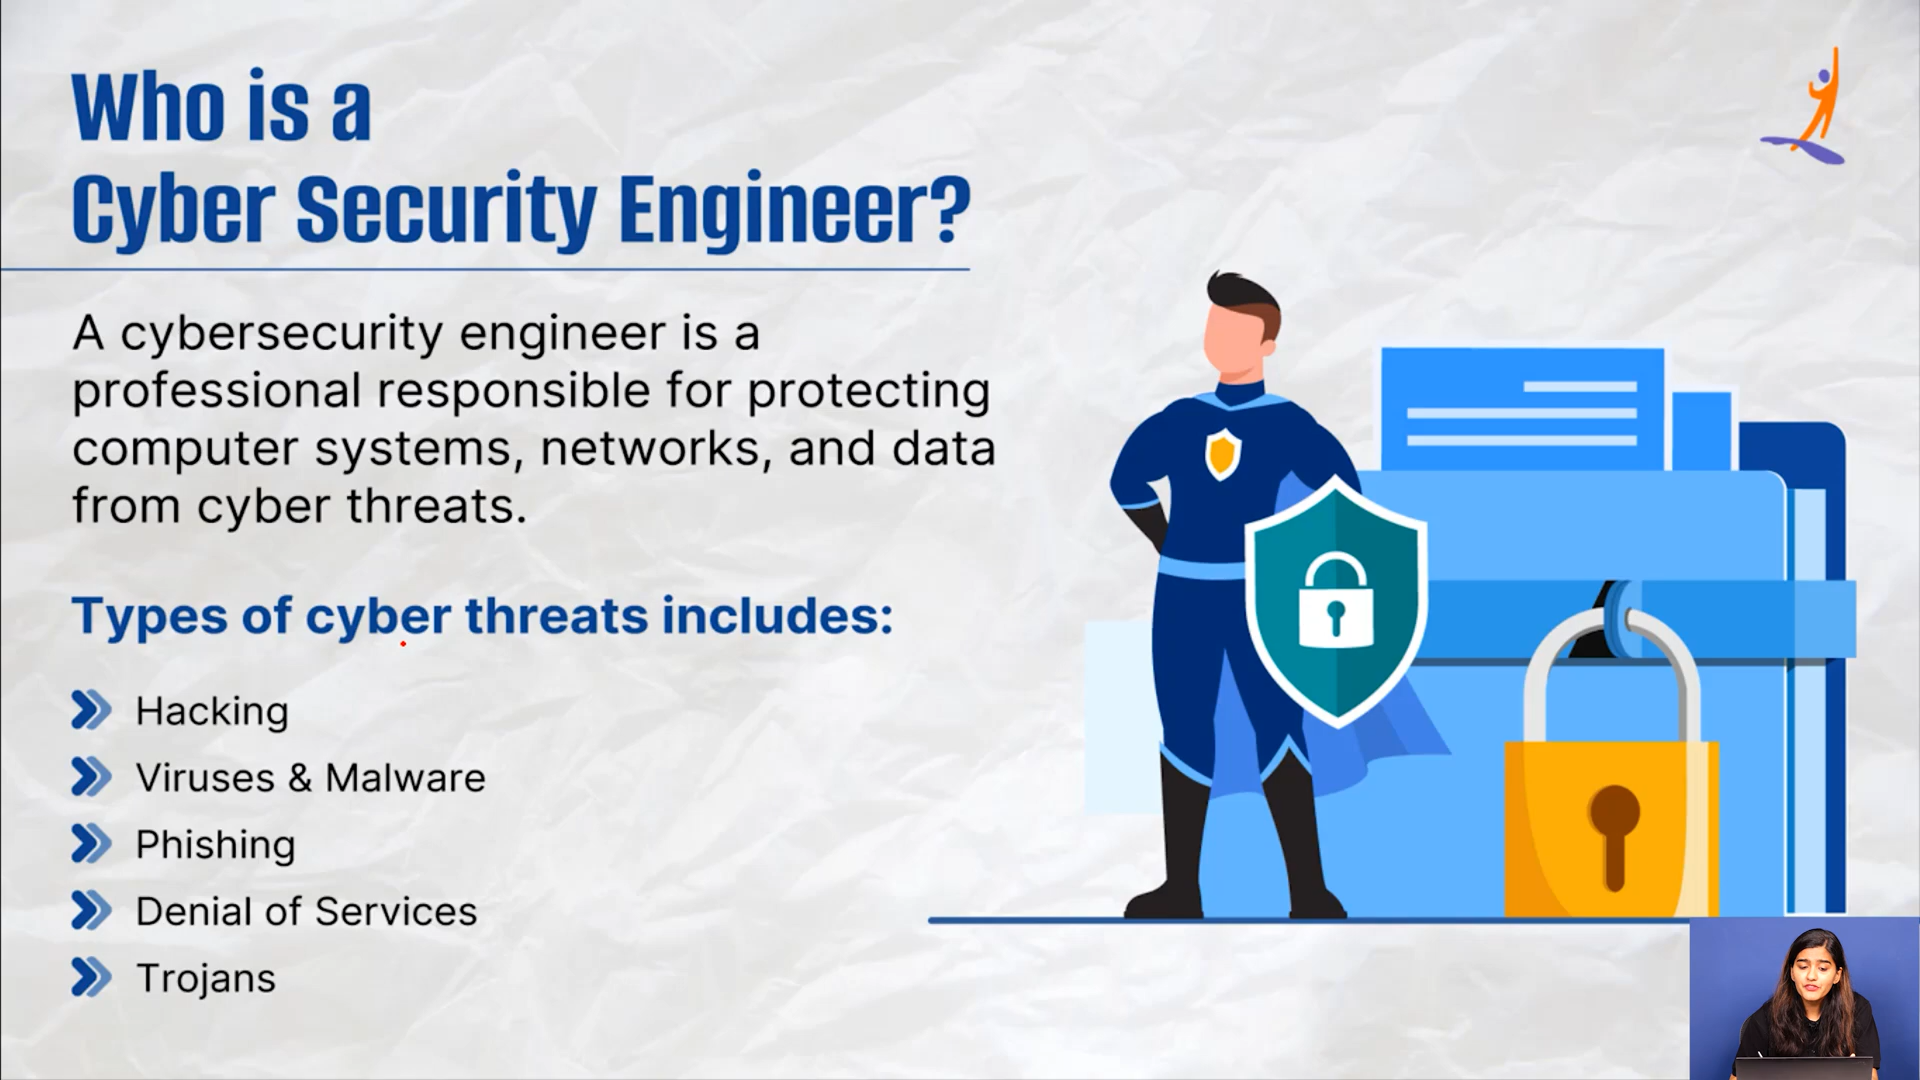 Who is a
Cyber Security Engineer?
A cybersecurity engineer is a
professional responsible for protecting
computer systems, networks, and data
from cyber threats.
Types of cyber threats includes:
Hacking
Viruses & Malware
Phishing
Denial of Services
Trojans